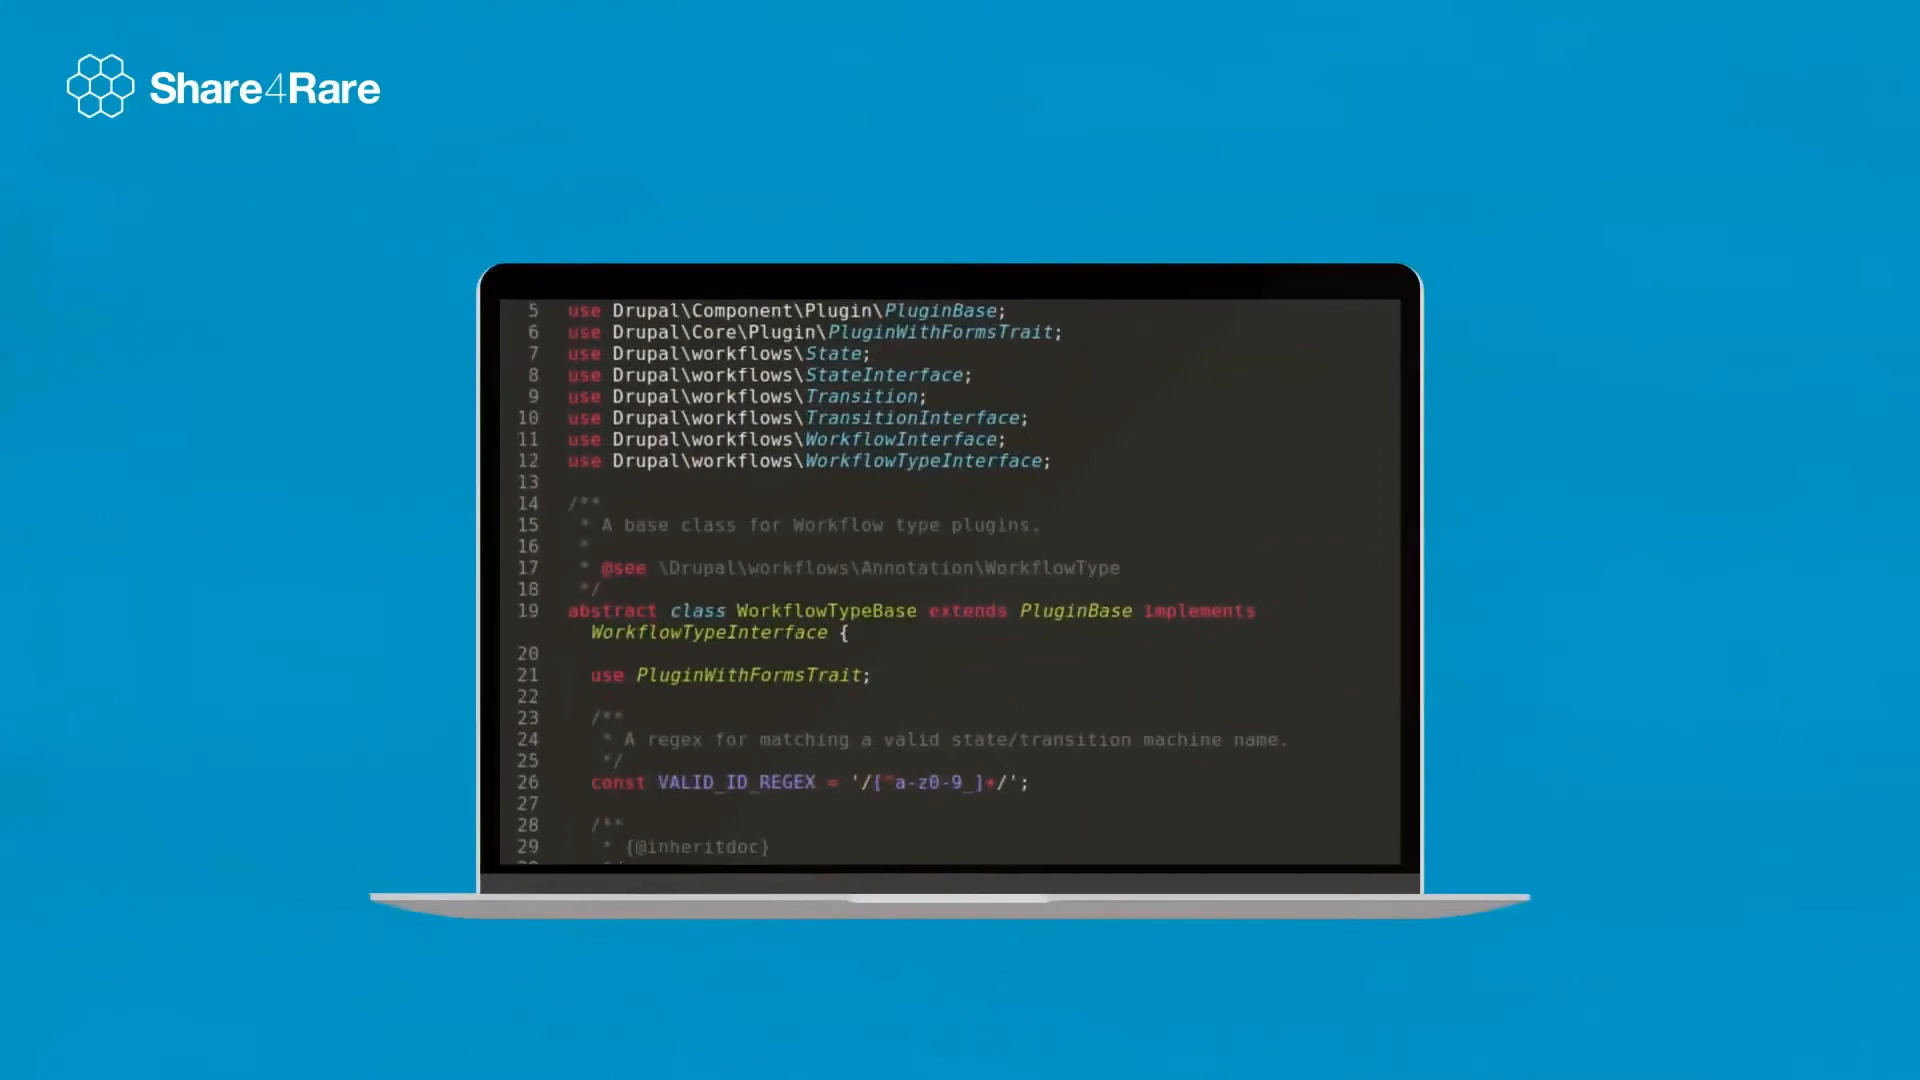 Share4Rare
5 use Drupal\Component\Plugin\PluginBase;
6 use Drupal\Core\Plugin\PluginWithFormsTrait;
7 use Drupal\workflows\State;
8 use Drupal\workflows\StateInterface;
9 use Drupal\workflows\Transition;
10 use Drupal\workflows\TransitionInterface;
11 use Drupal\workflows\WorkflowInterface;
12 use Drupal\workflows\WorkflowTypeInterface;
13
14 /**
15 * A base class for Workflow type plugins.
16 *
17 * @see \Drupal\workflows\Annotation\WorkflowType
18 */
19 abstract class WorkflowTypeBase extends PluginBase implements
WorkflowTypeInterface {
20
21 use PluginWithFormsTrait;
22
23 /**
24 * A regex for matching a valid state/transition machine name.
25 */
26 const VALID_ID_REGEX = '/[^a-z0-9_]+/';
27
28 /**
29 * {@inheritdoc}